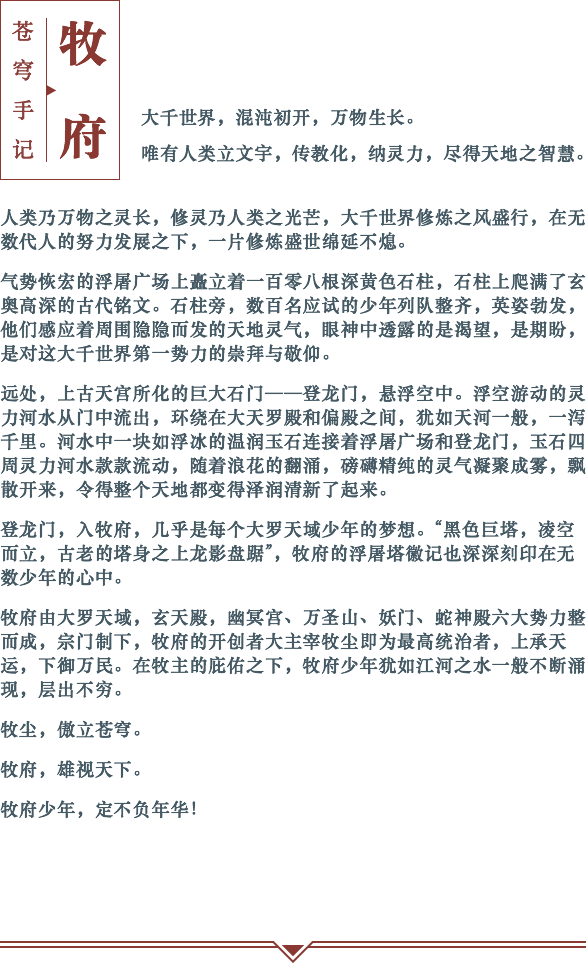 苍穹手记
牧府
大千世界，混沌初开，万物生长。
唯有人类立文字，传教化，纳灵力，尽得天地之智慧。
人类乃万物之灵长，修灵乃人类之光芒，大千世界修炼之风盛行，在无
数代人的努力发展之下，一片修炼盛世绵延不熄。
气势恢宏的浮屠广场上矗立着一百零八根深黄色石柱，石柱上爬满了玄
奥高深的古代铭文。石柱旁，数百名应试的少年列队整齐，英姿勃发，
他们感应着周围隐隐而发的天地灵气，眼神中透露的是渴望，是期盼，
是对这大千世界第一势力的崇拜与敬仰。
远处，上古天宫所化的巨大石门——登龙门，悬浮空中。浮空游动的灵
力河水从门中流出，环绕在大天罗殿和偏殿之间，犹如天河一般，一泻
千里。河水中一块如浮冰的温润玉石连接着浮屠广场和登龙门，玉石四
周灵力河水款款流动，随着浪花的翻涌，磅礴精纯的灵气凝聚成雾，飘
散开来，令得整个天地都变得泽润清新了起来。
登龙门，入牧府，几乎是每个大罗天域少年的梦想。“黑色巨塔，凌空
而立，古老的塔身之上龙影盘踞”，牧府的浮屠塔徽记也深深刻印在无
数少年的心中。
牧府由大罗天域，玄天殿，幽冥宫、万圣山、妖门、蛇神殿六大势力整
而成，宗门制下，牧府的开创者大主宰牧尘即为最高统治者，上承天
运，下御万民。在牧主的庇佑之下，牧府少年犹如江河之水一般不断涌
现，层出不穷。
牧尘，傲立苍穹。
牧府，雄视天下。
牧府少年，定不负年华！